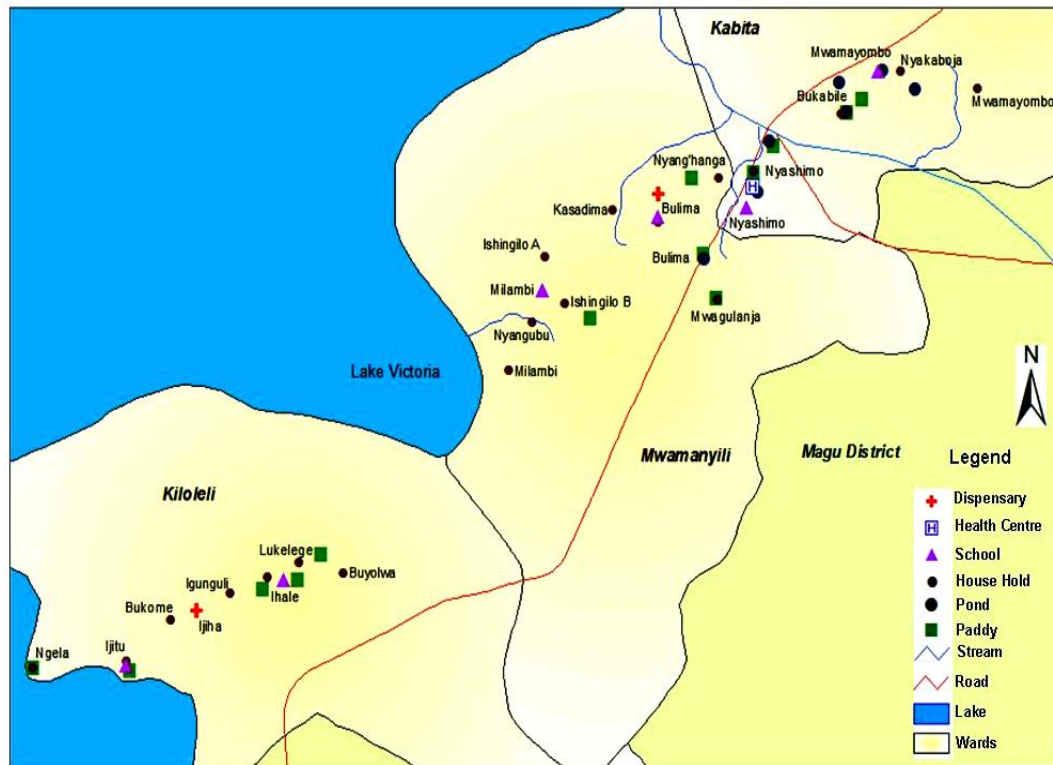 Kabita
Mwamayombo
Nyakaboja
Bukabile
Mwamayombo
Nyang'hanga
Nyashimo
Kasadima
Bulima
Nyashimo
Ishingilo A
Bulima
Milambi
Ishingilo B
Mwagulanja
Nyangubu
Lake Victoria
Milambi
N
Mwamanyili
Magu District
Kiloleli
Lukelege
Buyolwa
Igunguli
Ihale
Bukome
Ijiha
Ijitu
Ngela
Legend
Dispensary
H Health Centre
School
House Hold
Pond
Paddy
Stream
Road
Lake
Wards
H